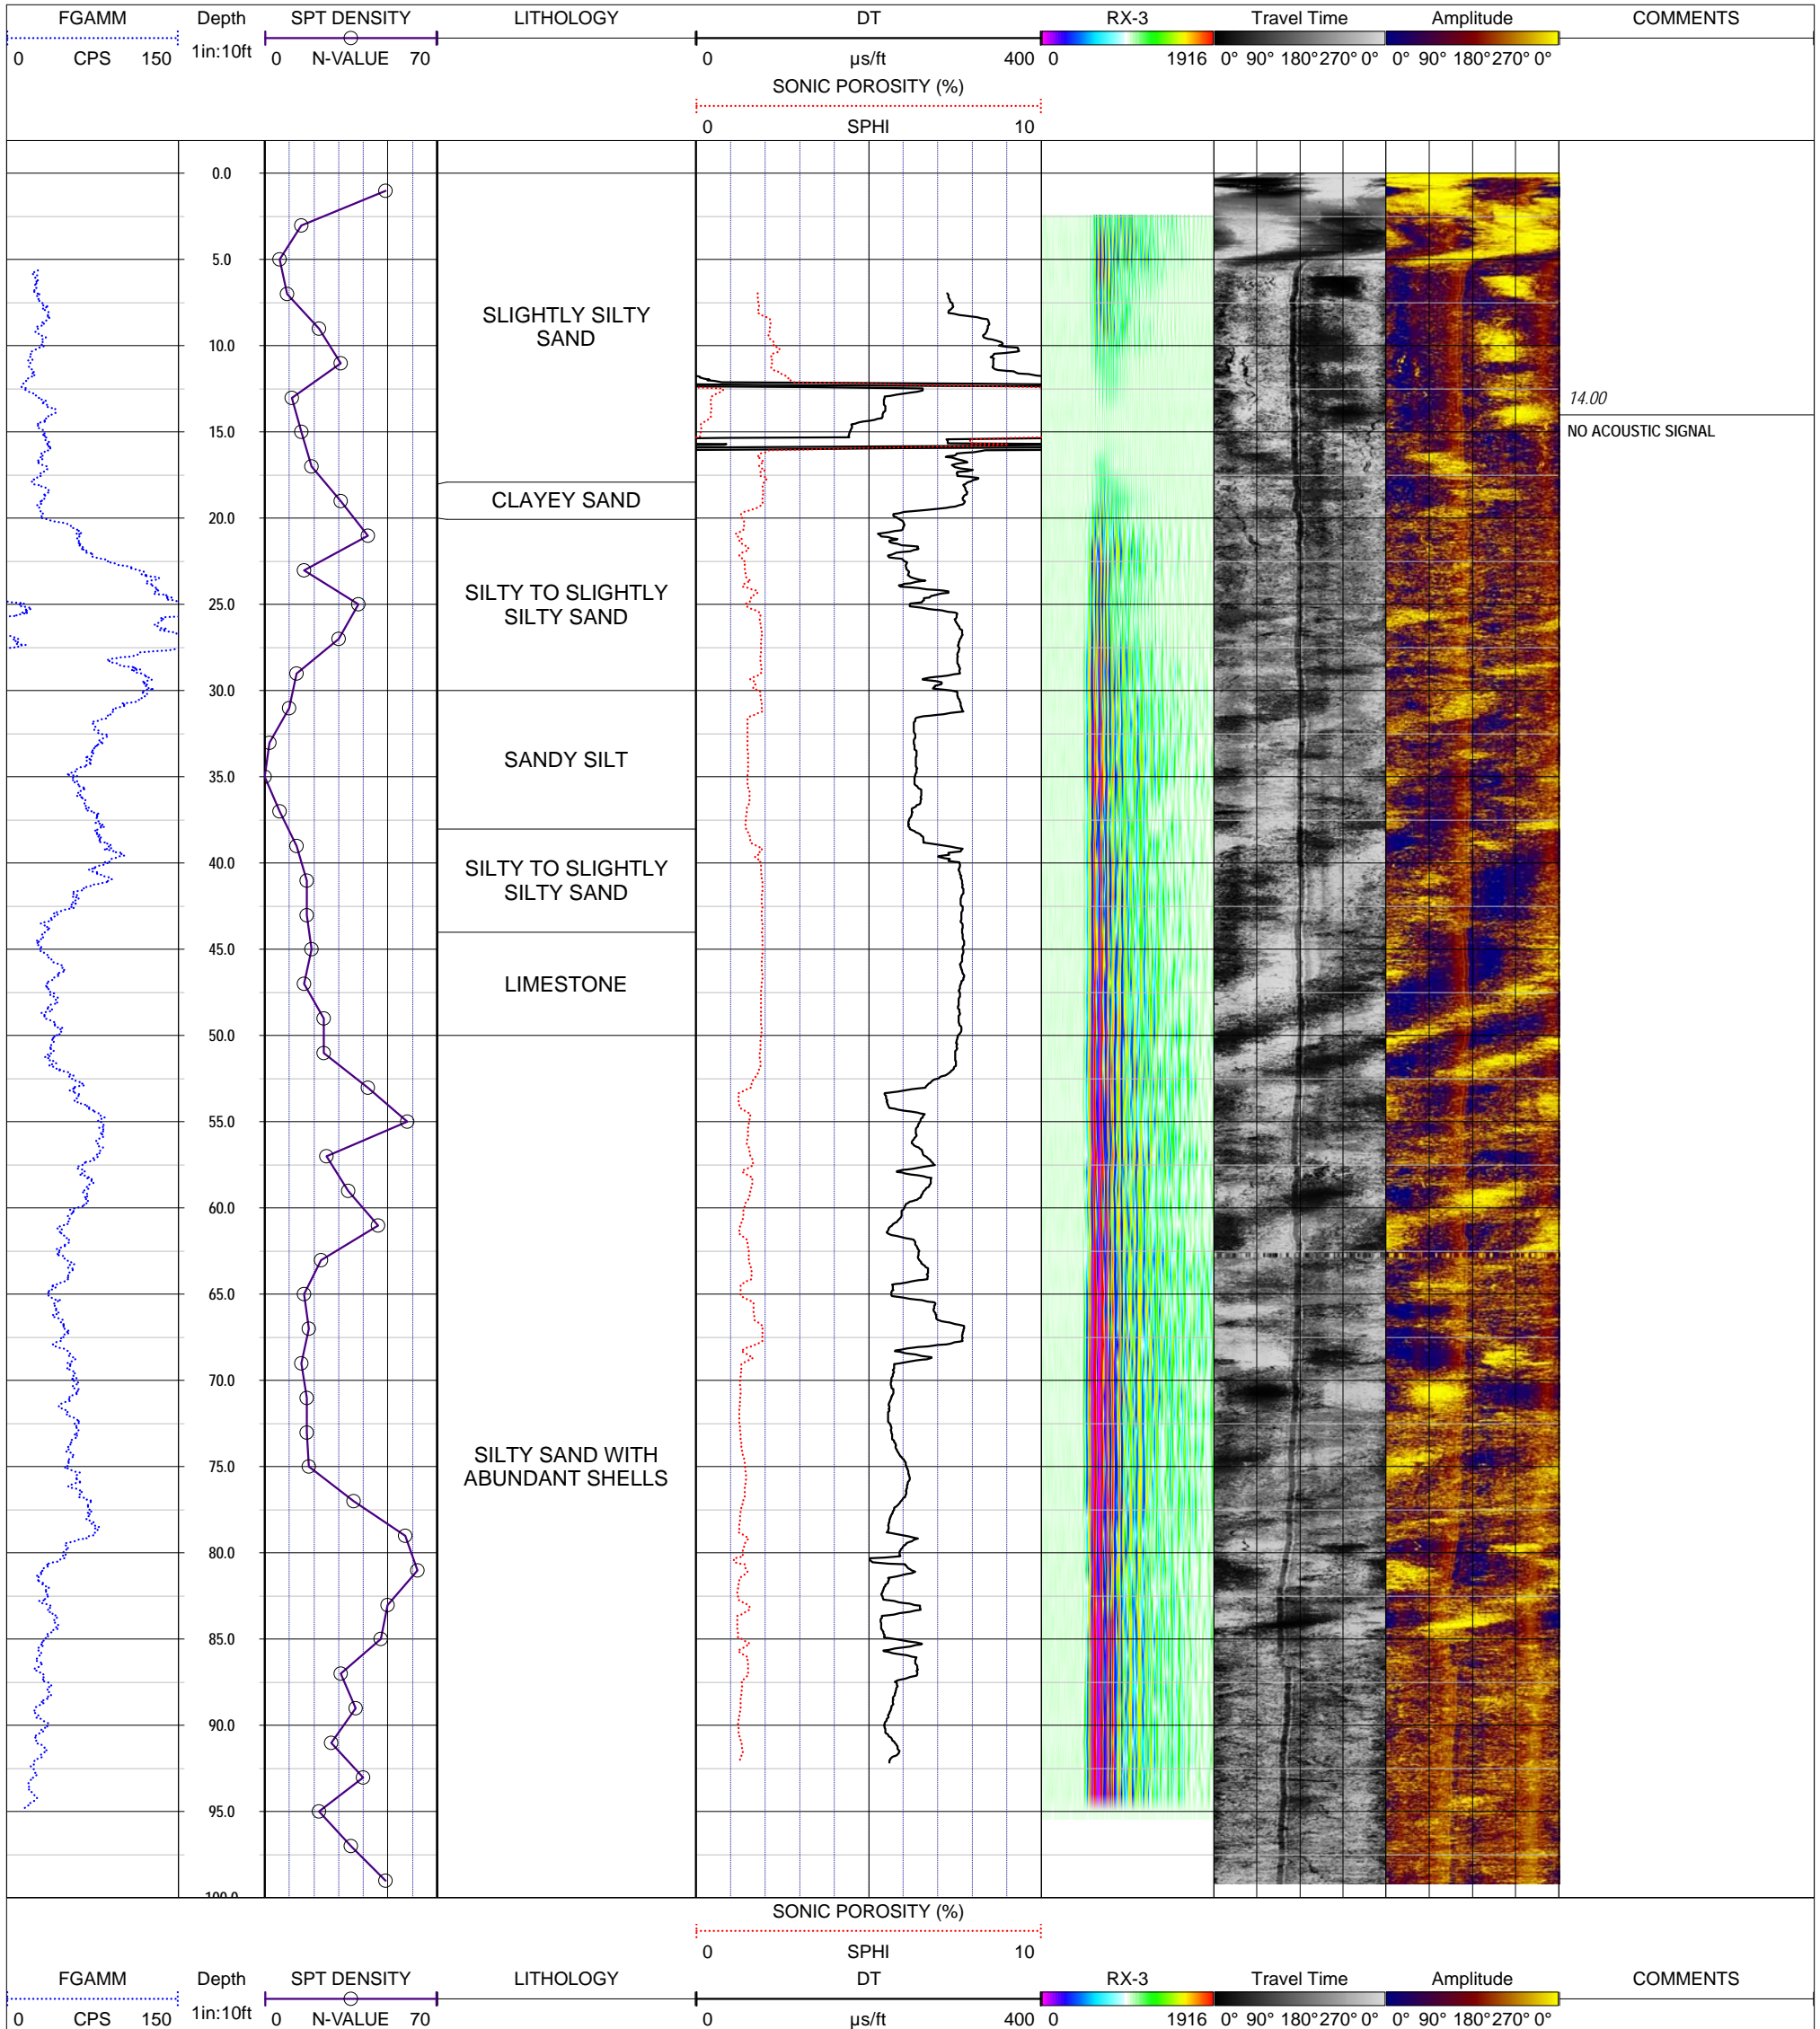 FGAMM Depth SPT DENSITY LITHOLOGY DT RX-3 Travel Time Amplitude COMMENTS
0 CPS 150 1in:10ft 0 N-VALUE 70 0 µs/ft 400 0 1916 0° 90° 180° 270° 0° 0° 90° 180° 270° 0°
SONIC POROSITY (%)
0 SPHI 10
0.0
5.0
SLIGHTLY SILTY
SAND
10.0
14.00
15.0
NO ACOUSTIC SIGNAL
CLAYEY SAND
20.0
SILTY TO SLIGHTLY
SILTY SAND
25.0
30.0
SANDY SILT
35.0
40.0
SILTY TO SLIGHTLY
SILTY SAND
45.0
LIMESTONE
50.0
55.0
60.0
65.0
70.0
75.0
SILTY SAND WITH
ABUNDANT SHELLS
80.0
85.0
90.0
95.0
100.0
SONIC POROSITY (%)
0 SPHI 10
FGAMM Depth SPT DENSITY LITHOLOGY DT RX-3 Travel Time Amplitude COMMENTS
0 CPS 150 1in:10ft 0 N-VALUE 70 0 µs/ft 400 0 1916 0° 90° 180° 270° 0° 0° 90° 180° 270° 0°